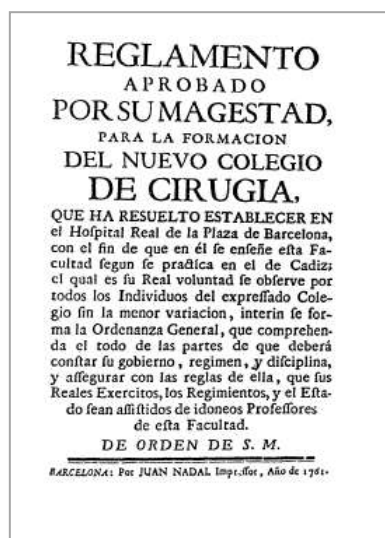 REGLAMENTO
APROBADO
POR SU MAGESTAD,
PARA LA FORMACION
DEL NUEVO COLEGIO
DE CIRUGIA,
QUE HA RESUELTO ESTABLECER EN
el Hoſpital Real de la Plaza de Barcelona,
con el fin de que en él ſe enſeñe eſta Fa-
cultad ſegun ſe practica en el de Cadiz;
el qual es ſu Real voluntad ſe obſerve por
todos los Individuos del expreſſado Cole-
gio ſin la menor variacion, interin ſe for-
ma la Ordenanza General, que comprehen-
da el todo de las partes de que deberá
conſtar ſu gobierno, regimen, y diſciplina,
y aſſegurar con las reglas de ella, que ſus
Reales Exercitos, los Regimientos, y el Eſta-
do ſean aſſiſtidos de idoneos Profeſſores
de eſta Facultad.
DE ORDEN DE S. M.
BARCELONA: Por JUAN NADAL Impreſſor, Año de 1761.